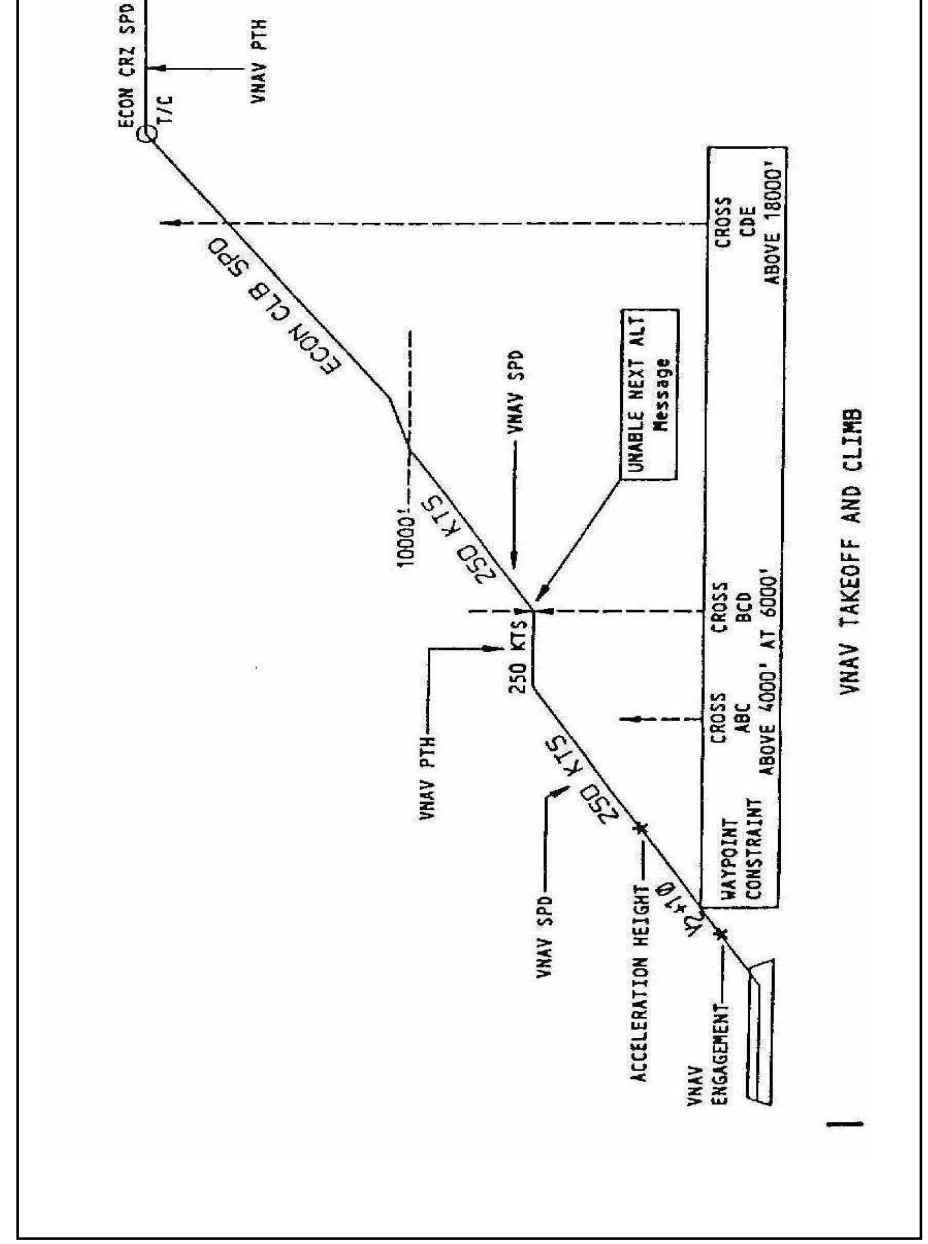 ECON CRZ SPD
T/C
VNAV PTH
ECON CLB SPD
10000'
250 KTS
VNAV SPD
UNABLE NEXT ALT
Message
VNAV PTH
250 KTS
VNAV SPD
250 KTS
ACCELERATION HEIGHT
V2+10
VNAV
ENGAGEMENT
WAYPOINT
CONSTRAINT
CROSS
ABC
ABOVE 4000'
CROSS
BCD
AT 6000'
CROSS
CDE
ABOVE 18000'
VNAV TAKEOFF AND CLIMB